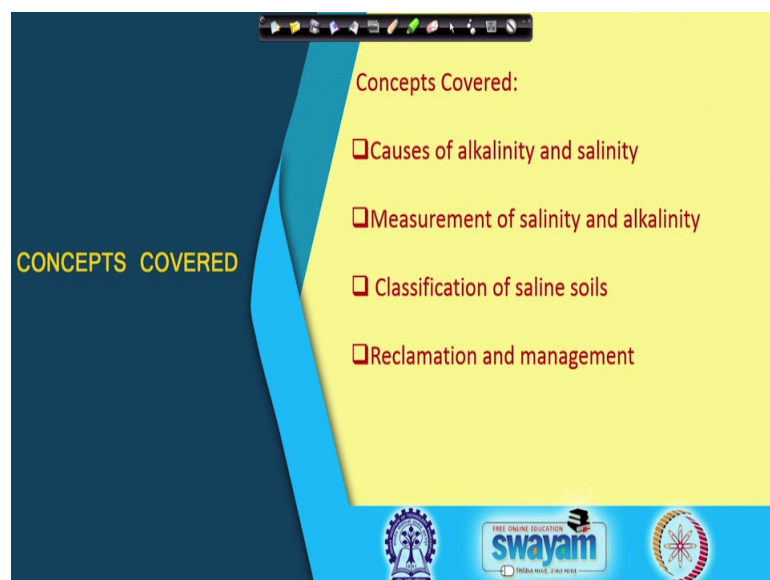 Concepts Covered:
❑Causes of alkalinity and salinity
❑Measurement of salinity and alkalinity
CONCEPTS COVERED
❑ Classification of saline soils
❑Reclamation and management
FREE ONLINE EDUCATION
swayam